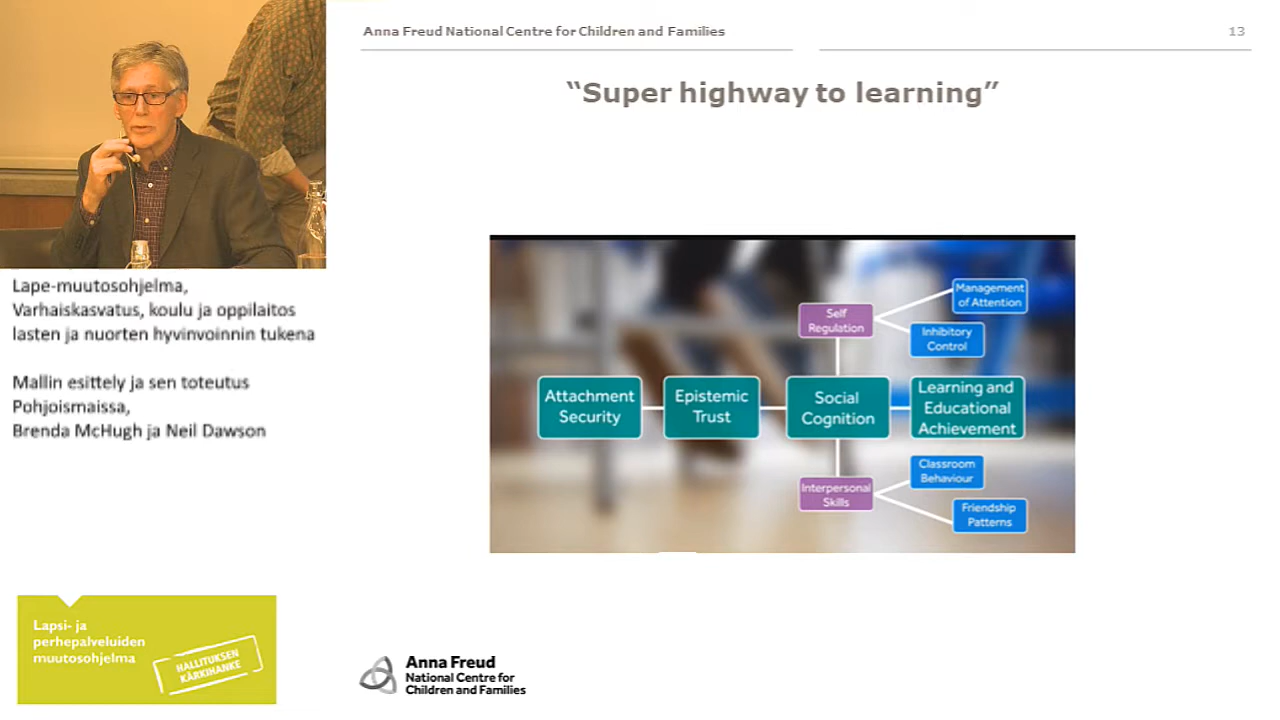 Anna Freud National Centre for Children and Families
13
“Super highway to learning”
Lape-muutosohjelma,
Varhaiskasvatus, koulu ja oppilaitos
lasten ja nuorten hyvinvoinnin tukena
Mallin esittely ja sen toteutus
Pohjoismaissa,
Brenda McHugh ja Neil Dawson
Attachment
Security
Epistemic
Trust
Social
Cognition
Learning and
Educational
Achievement
Self
Regulation
Management
of Attention
Inhibitory
Control
Interpersonal
Skills
Classroom
Behaviour
Friendship
Patterns
Lapsi- ja
perhepalveluiden
muutosohjelma
HALLITUKSEN
KÄRKIHANKE
Anna Freud
National Centre for
Children and Families